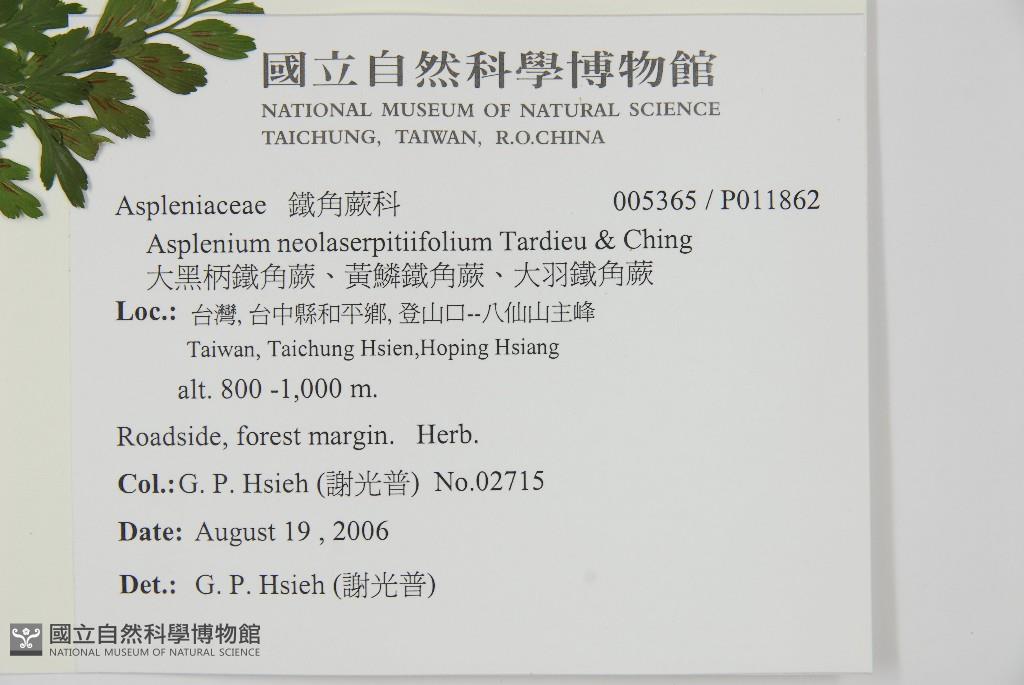 國立自然科學博物館
NATIONAL MUSEUM OF NATURAL SCIENCE
TAICHUNG, TAIWAN, R.O.CHINA
Aspleniaceae 鐵角蕨科 005365 / P011862
Asplenium neolaserpitiifolium Tardieu & Ching
大黑柄鐵角蕨、黃鱗鐵角蕨、大羽鐵角蕨
Loc.: 台灣, 台中縣和平鄉, 登山口--八仙山主峰
Taiwan, Taichung Hsien,Hoping Hsiang
alt. 800 -1,000 m.
Roadside, forest margin. Herb.
Col.:G. P. Hsieh (謝光普) No.02715
Date: August 19 , 2006
Det.: G. P. Hsieh (謝光普)
國立自然科學博物館
NATIONAL MUSEUM OF NATURAL SCIENCE